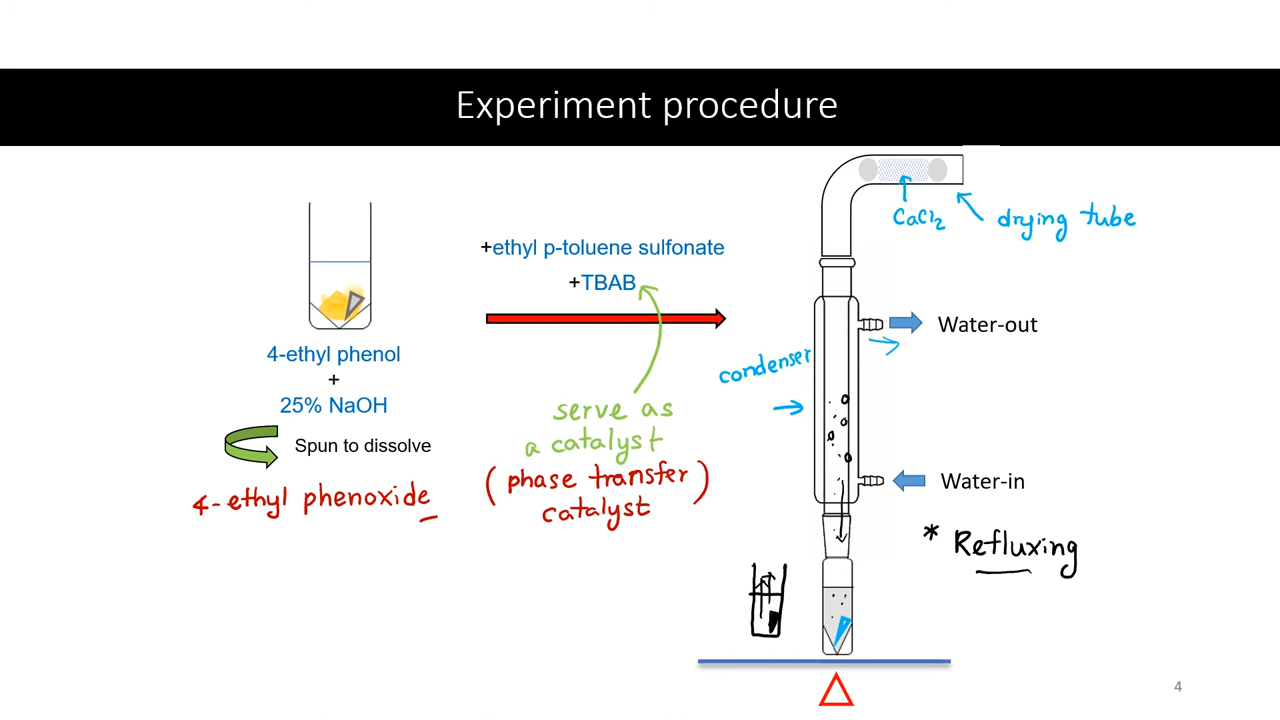 Experiment procedure
CaCl2
drying tube
+ethyl p-toluene sulfonate
+TBAB
Water-out
condenser
4-ethyl phenol
+
25% NaOH
Spun to dissolve
4-ethyl phenoxide
serve as
a catalyst
(phase transfer)
catalyst
Water-in
* Refluxing
4